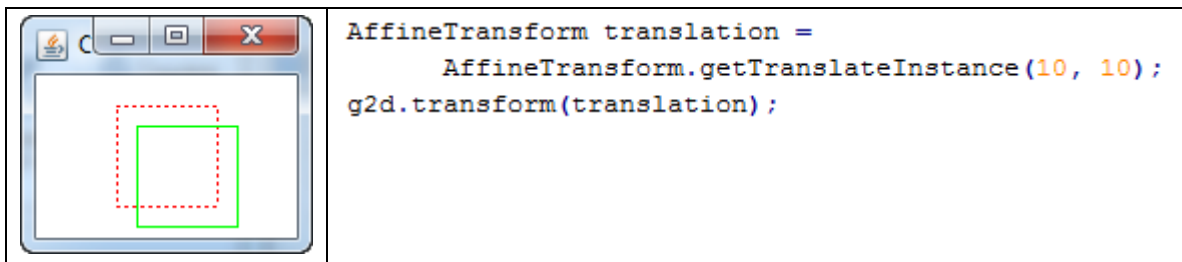 C
AffineTransform translation =
AffineTransform.getTranslateInstance(10, 10);
g2d.transform(translation);